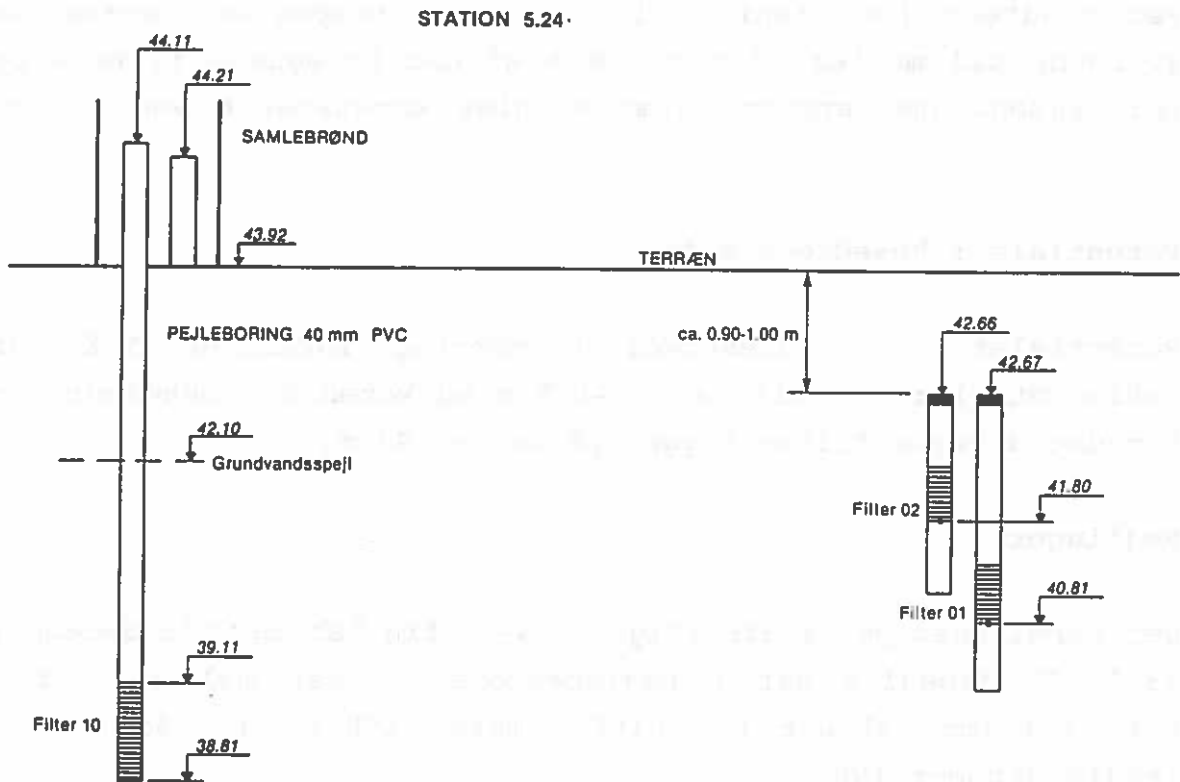 STATION 5.24
44.11
44.21
SAMLEBRØND
43.92
TERRÆN
PEJLEBORING 40 mm PVC
ca. 0.90-1.00 m
42.66
42.67
42.10
Grundvandsspejl
41.80
Filter 02
40.81
Filter 01
39.11
Filter 10
38.81